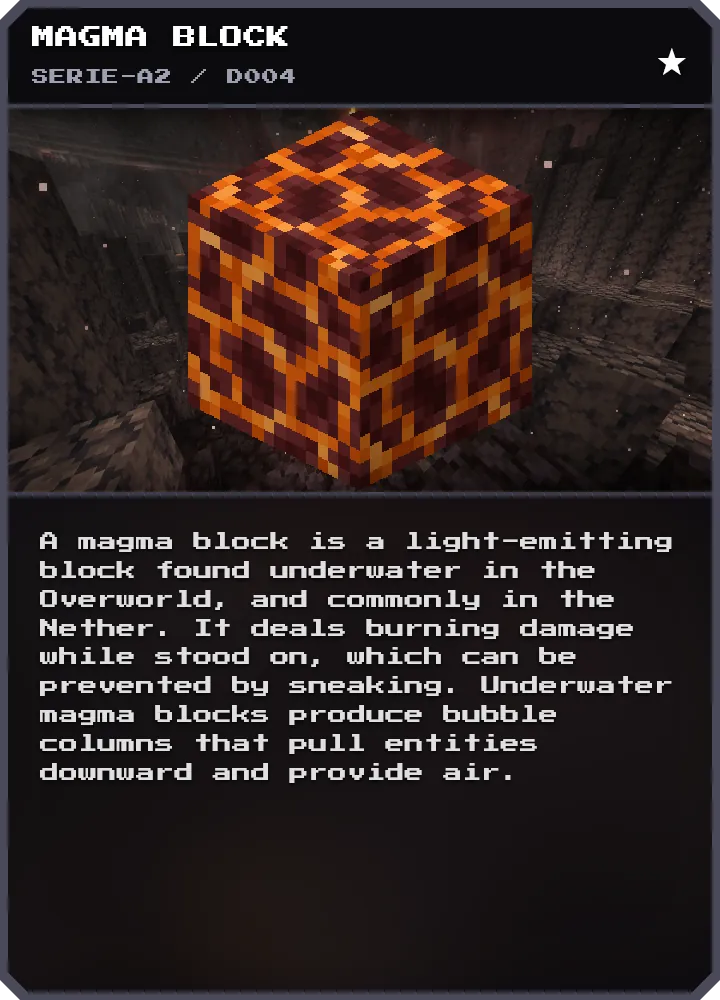 MAGMA BLOCK
SERIE-A2 / D004
A magma block is a light-emitting
block found underwater in the
Overworld, and commonly in the
Nether. It deals burning damage
while stood on, which can be
prevented by sneaking. Underwater
magma blocks produce bubble
columns that pull entities
downward and provide air.